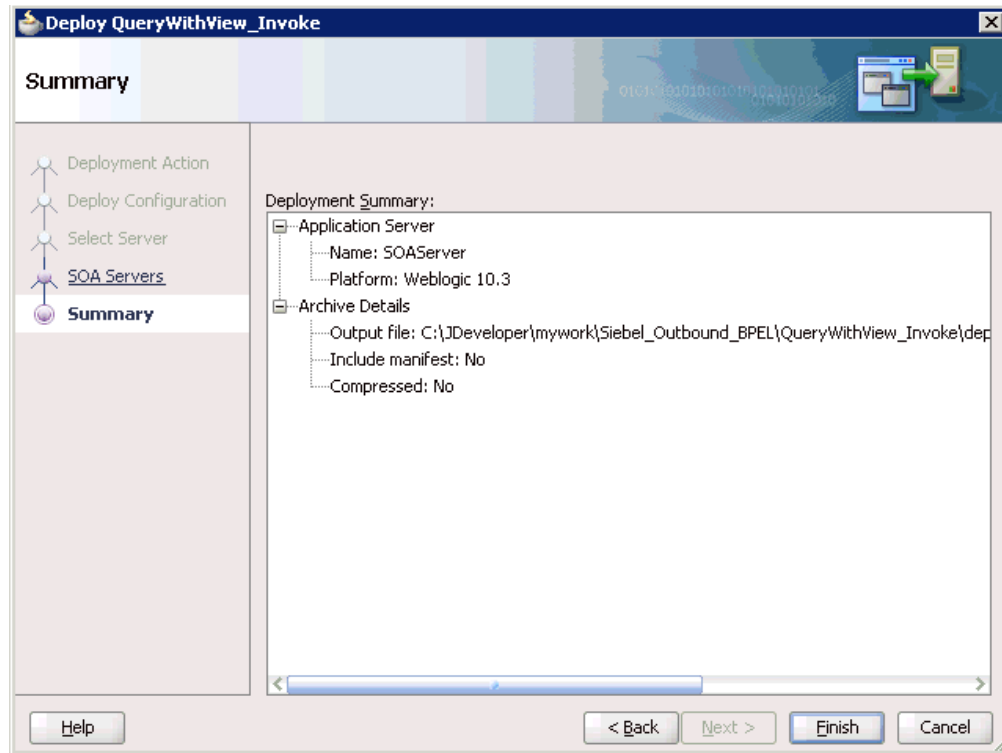 Deploy QueryWithView_Invoke
Summary
Deployment Action
Deploy Configuration
Select Server
SOA Servers
Summary
Deployment Summary:
Application Server
Name: SOAServer
Platform: Weblogic 10.3
Archive Details
Output file: C:\JDeveloper\mywork\Siebel_Outbound_BPEL\QueryWithView_Invoke\dep
Include manifest: No
Compressed: No
Help
< Back
Next >
Finish
Cancel